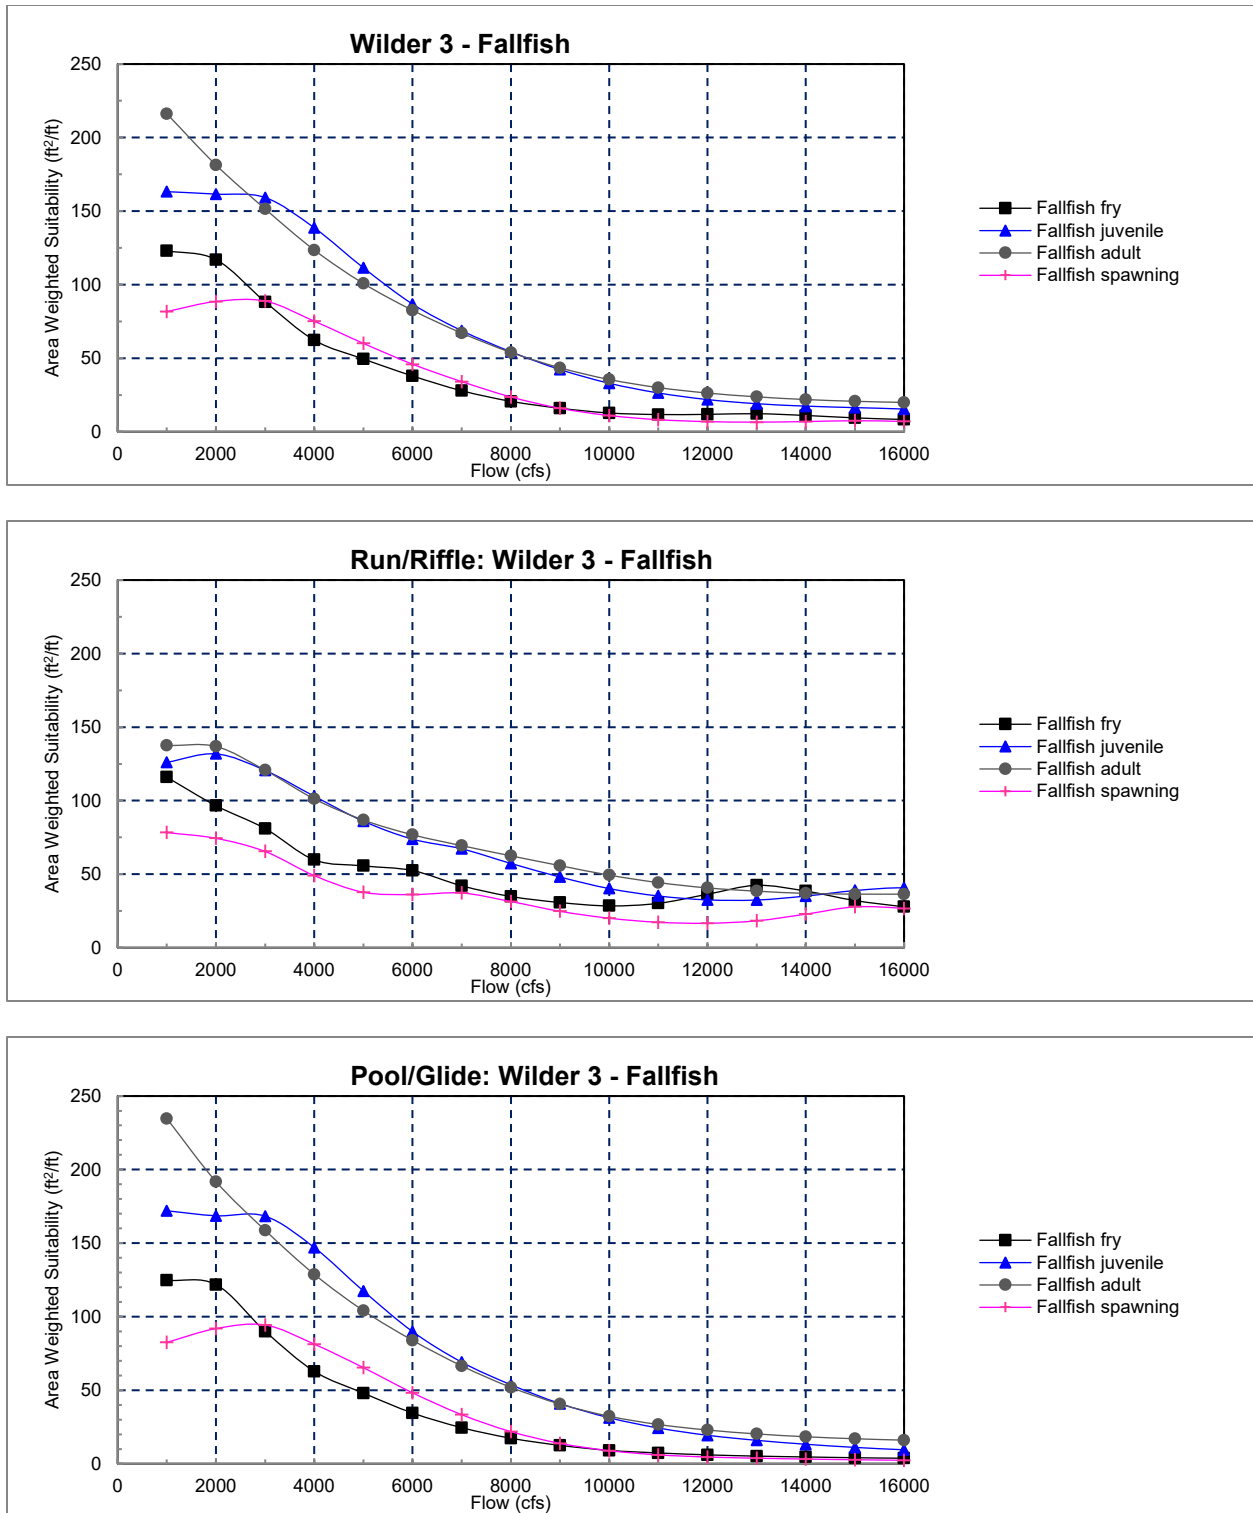 Wilder 3 - Fallfish
250
200
150
100
50
0
Area Weighted Suitability (ft²/ft)
0 2000 4000 6000 8000 10000 12000 14000 16000
Flow (cfs)
Fallfish fry
Fallfish juvenile
Fallfish adult
Fallfish spawning
Run/Riffle: Wilder 3 - Fallfish
250
200
150
100
50
0
Area Weighted Suitability (ft²/ft)
0 2000 4000 6000 8000 10000 12000 14000 16000
Flow (cfs)
Fallfish fry
Fallfish juvenile
Fallfish adult
Fallfish spawning
Pool/Glide: Wilder 3 - Fallfish
250
200
150
100
50
0
Area Weighted Suitability (ft²/ft)
0 2000 4000 6000 8000 10000 12000 14000 16000
Flow (cfs)
Fallfish fry
Fallfish juvenile
Fallfish adult
Fallfish spawning